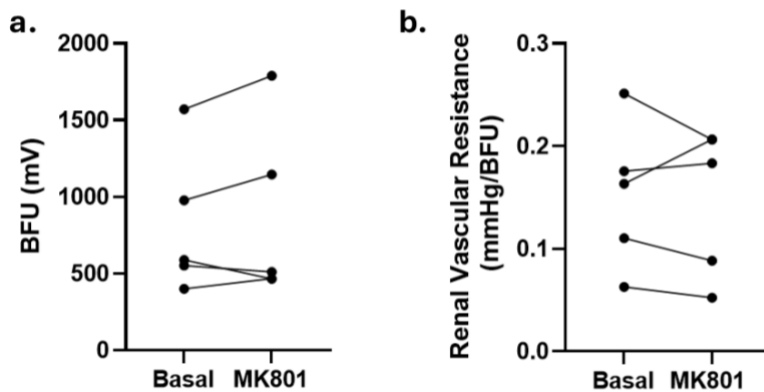 a.
BFU (mV)
2000
1500
1000
500
0
Basal MK801
b.
Renal Vascular Resistance
(mmHg/BFU)
0.3
0.2
0.1
0.0
Basal MK801